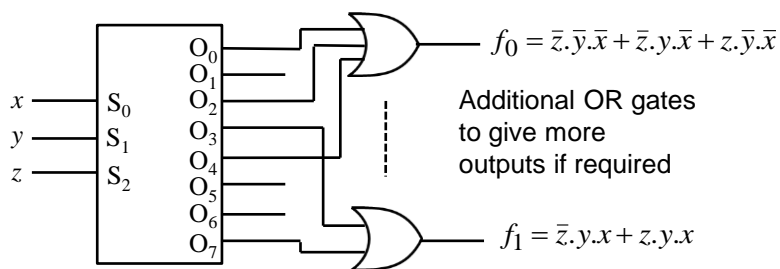 O₀
O₁
O₂
O₃
O₄
O₅
O₆
O₇
x S₀
y S₁
z S₂
f₀ = z̄.ȳ.x̄ + z̄.y.x̄ + z.ȳ.x̄
Additional OR gates
to give more
outputs if required
f₁ = z̄.y.x + z.y.x